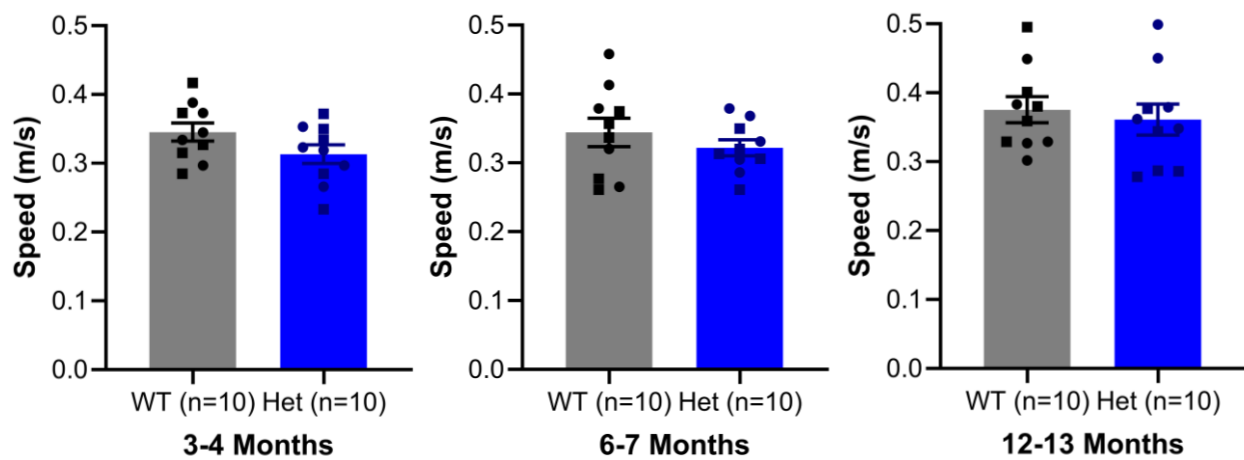 0.5
0.4
0.3
0.2
0.1
0.0
Speed (m/s)
WT (n=10) Het (n=10)
3-4 Months
0.5
0.4
0.3
0.2
0.1
0.0
Speed (m/s)
WT (n=10) Het (n=10)
6-7 Months
0.5
0.4
0.3
0.2
0.1
0.0
Speed (m/s)
WT (n=10) Het (n=10)
12-13 Months